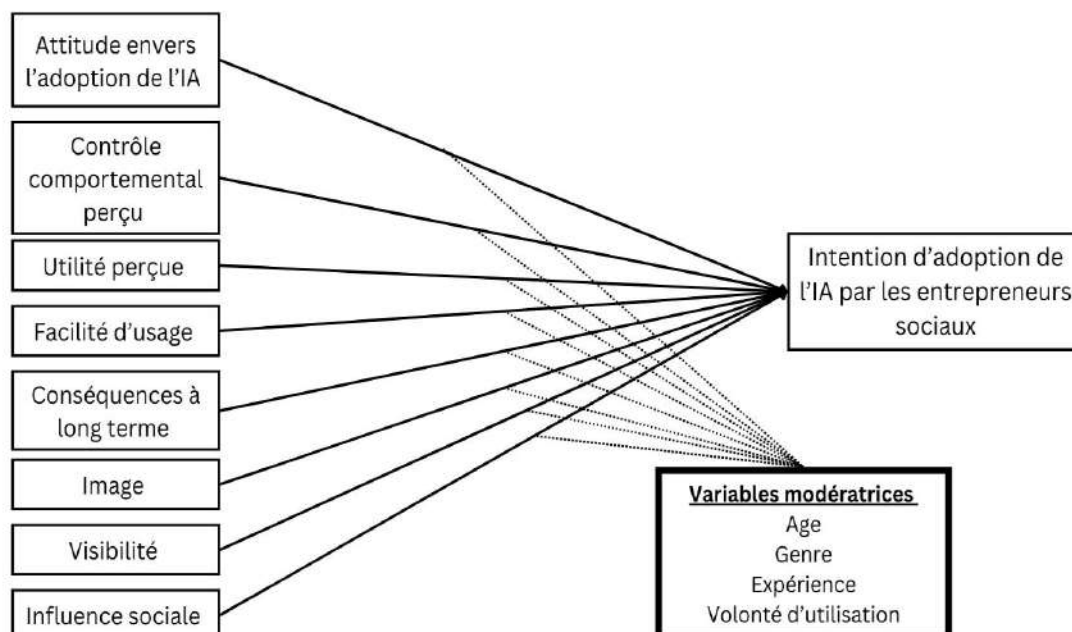 Attitude envers
l'adoption de l'IA
Contrôle
comportemental
perçu
Utilité perçue
Facilité d'usage
Conséquences à
long terme
Image
Visibilité
Influence sociale
Intention d'adoption de
l'IA par les entrepreneurs
sociaux
Variables modératrices
Age
Genre
Expérience
Volonté d'utilisation